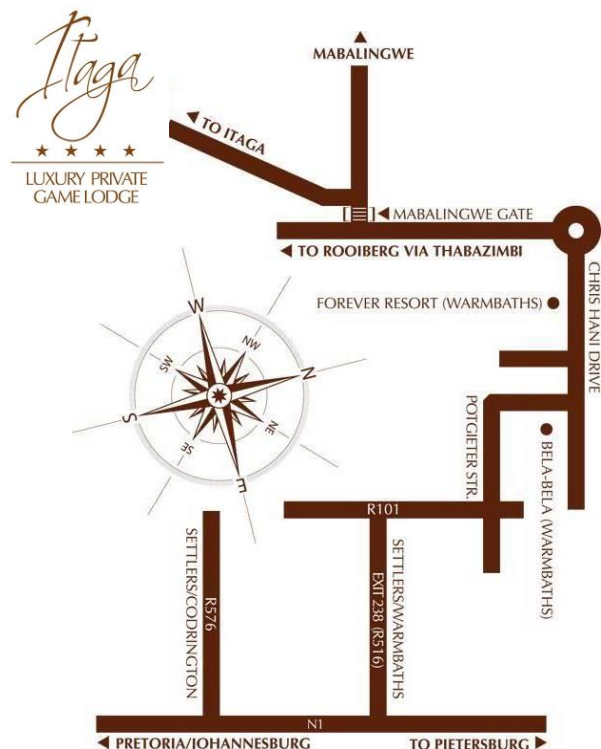 Itaga
LUXURY PRIVATE
GAME LODGE
MABALINGWE
TO ITAGA
[ ] MABALINGWE GATE
TO ROOIBERG VIA THABAZIMBI
FOREVER RESORT (WARMBATHS)
CHRIS HANI DRIVE
W
NW
N
NE
E
SE
S
SW
POTGIETER STR.
BELA-BELA (WARMBATHS)
R101
SETTLERS/CODRINGTON
R576
EXIT 238 (R516)
SETTLERS/WARMBATHS
N1
PRETORIA/JOHANNESBURG
TO PIETERSBURG